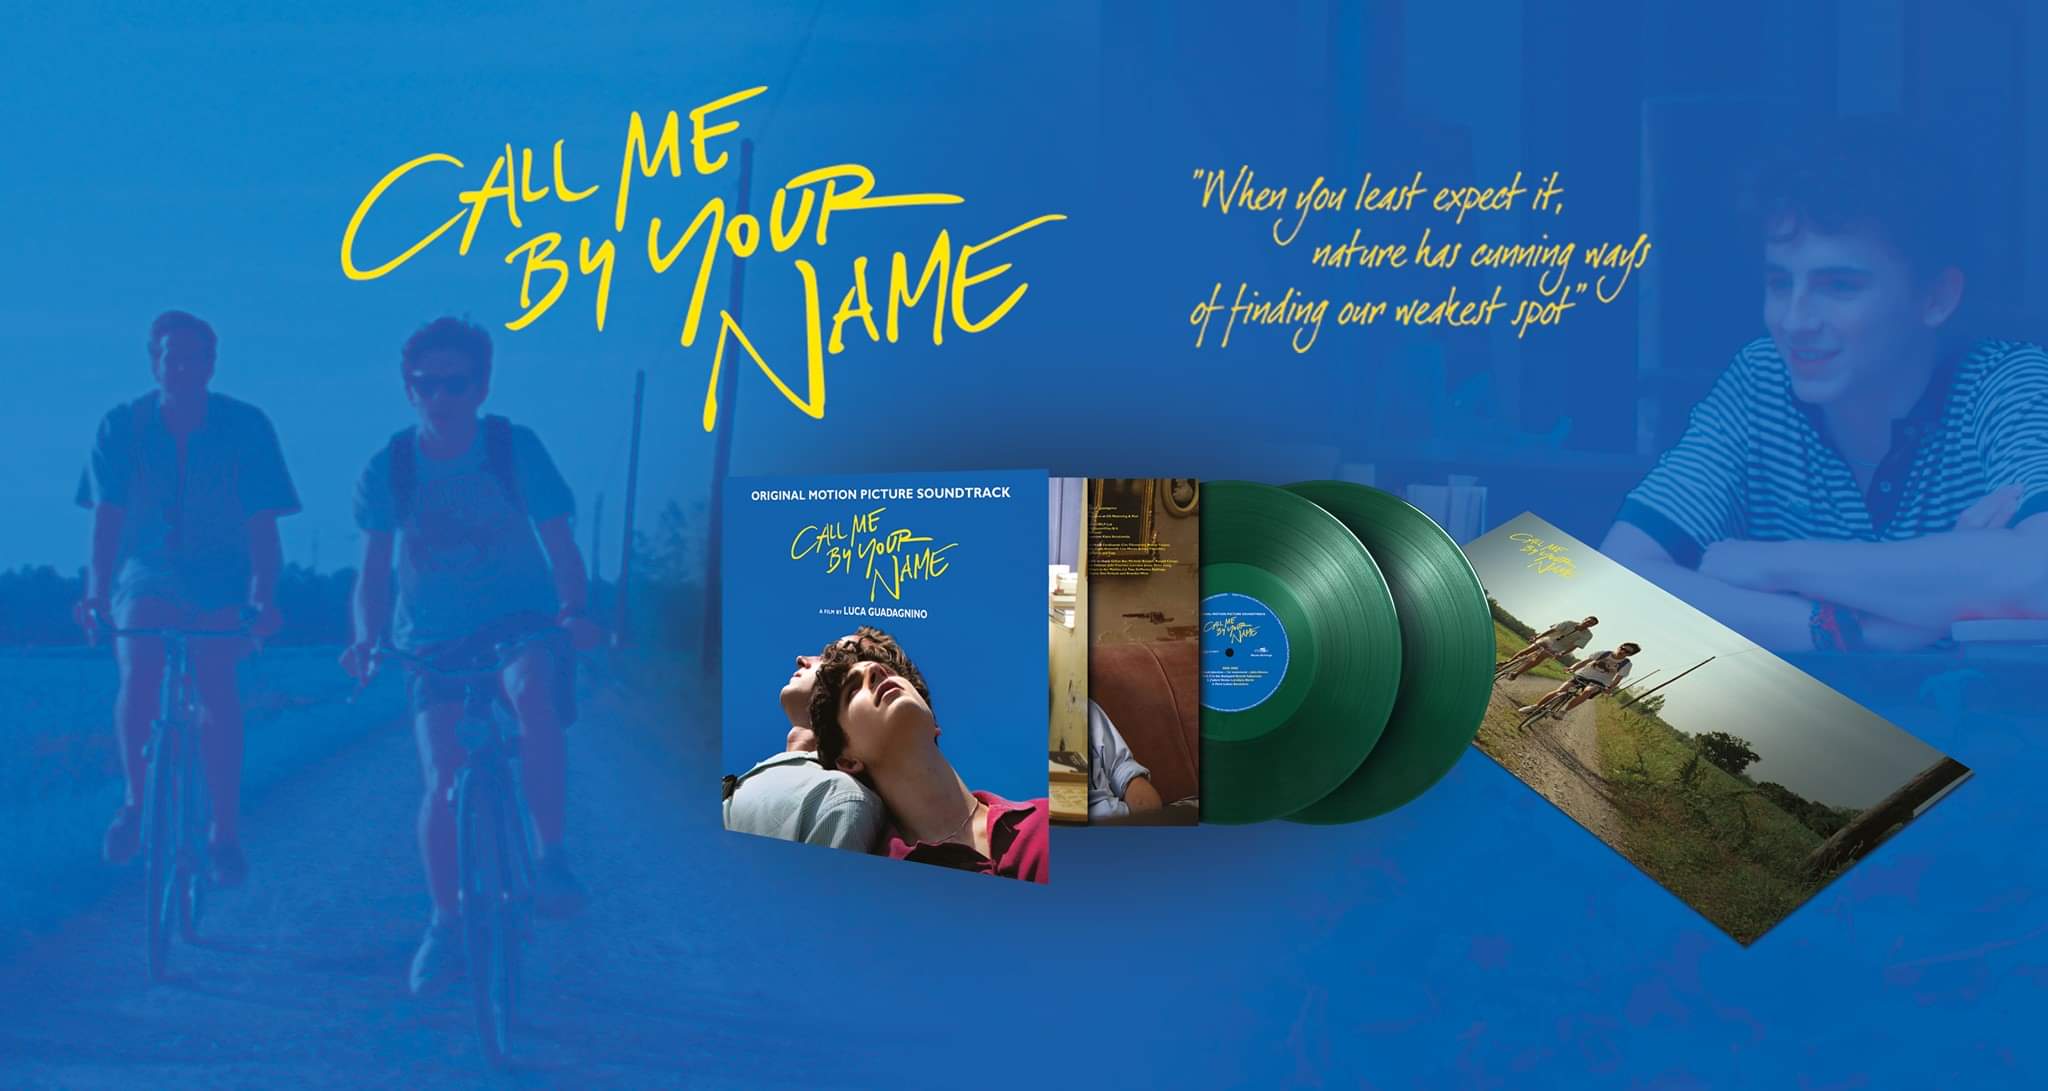 CALL ME
BY YOUR
NAME
"When you least expect it,
nature has cunning ways
of finding our weakest spot"
ORIGINAL MOTION PICTURE SOUNDTRACK
CALL ME
BY YOUR
NAME
A FILM BY LUCA GUADAGNINO
MOTION PICTURE SOUNDTRACK
CALL ME
BY YOUR
NAME
SIDE ONE
CALL ME
BY YOUR
NAME